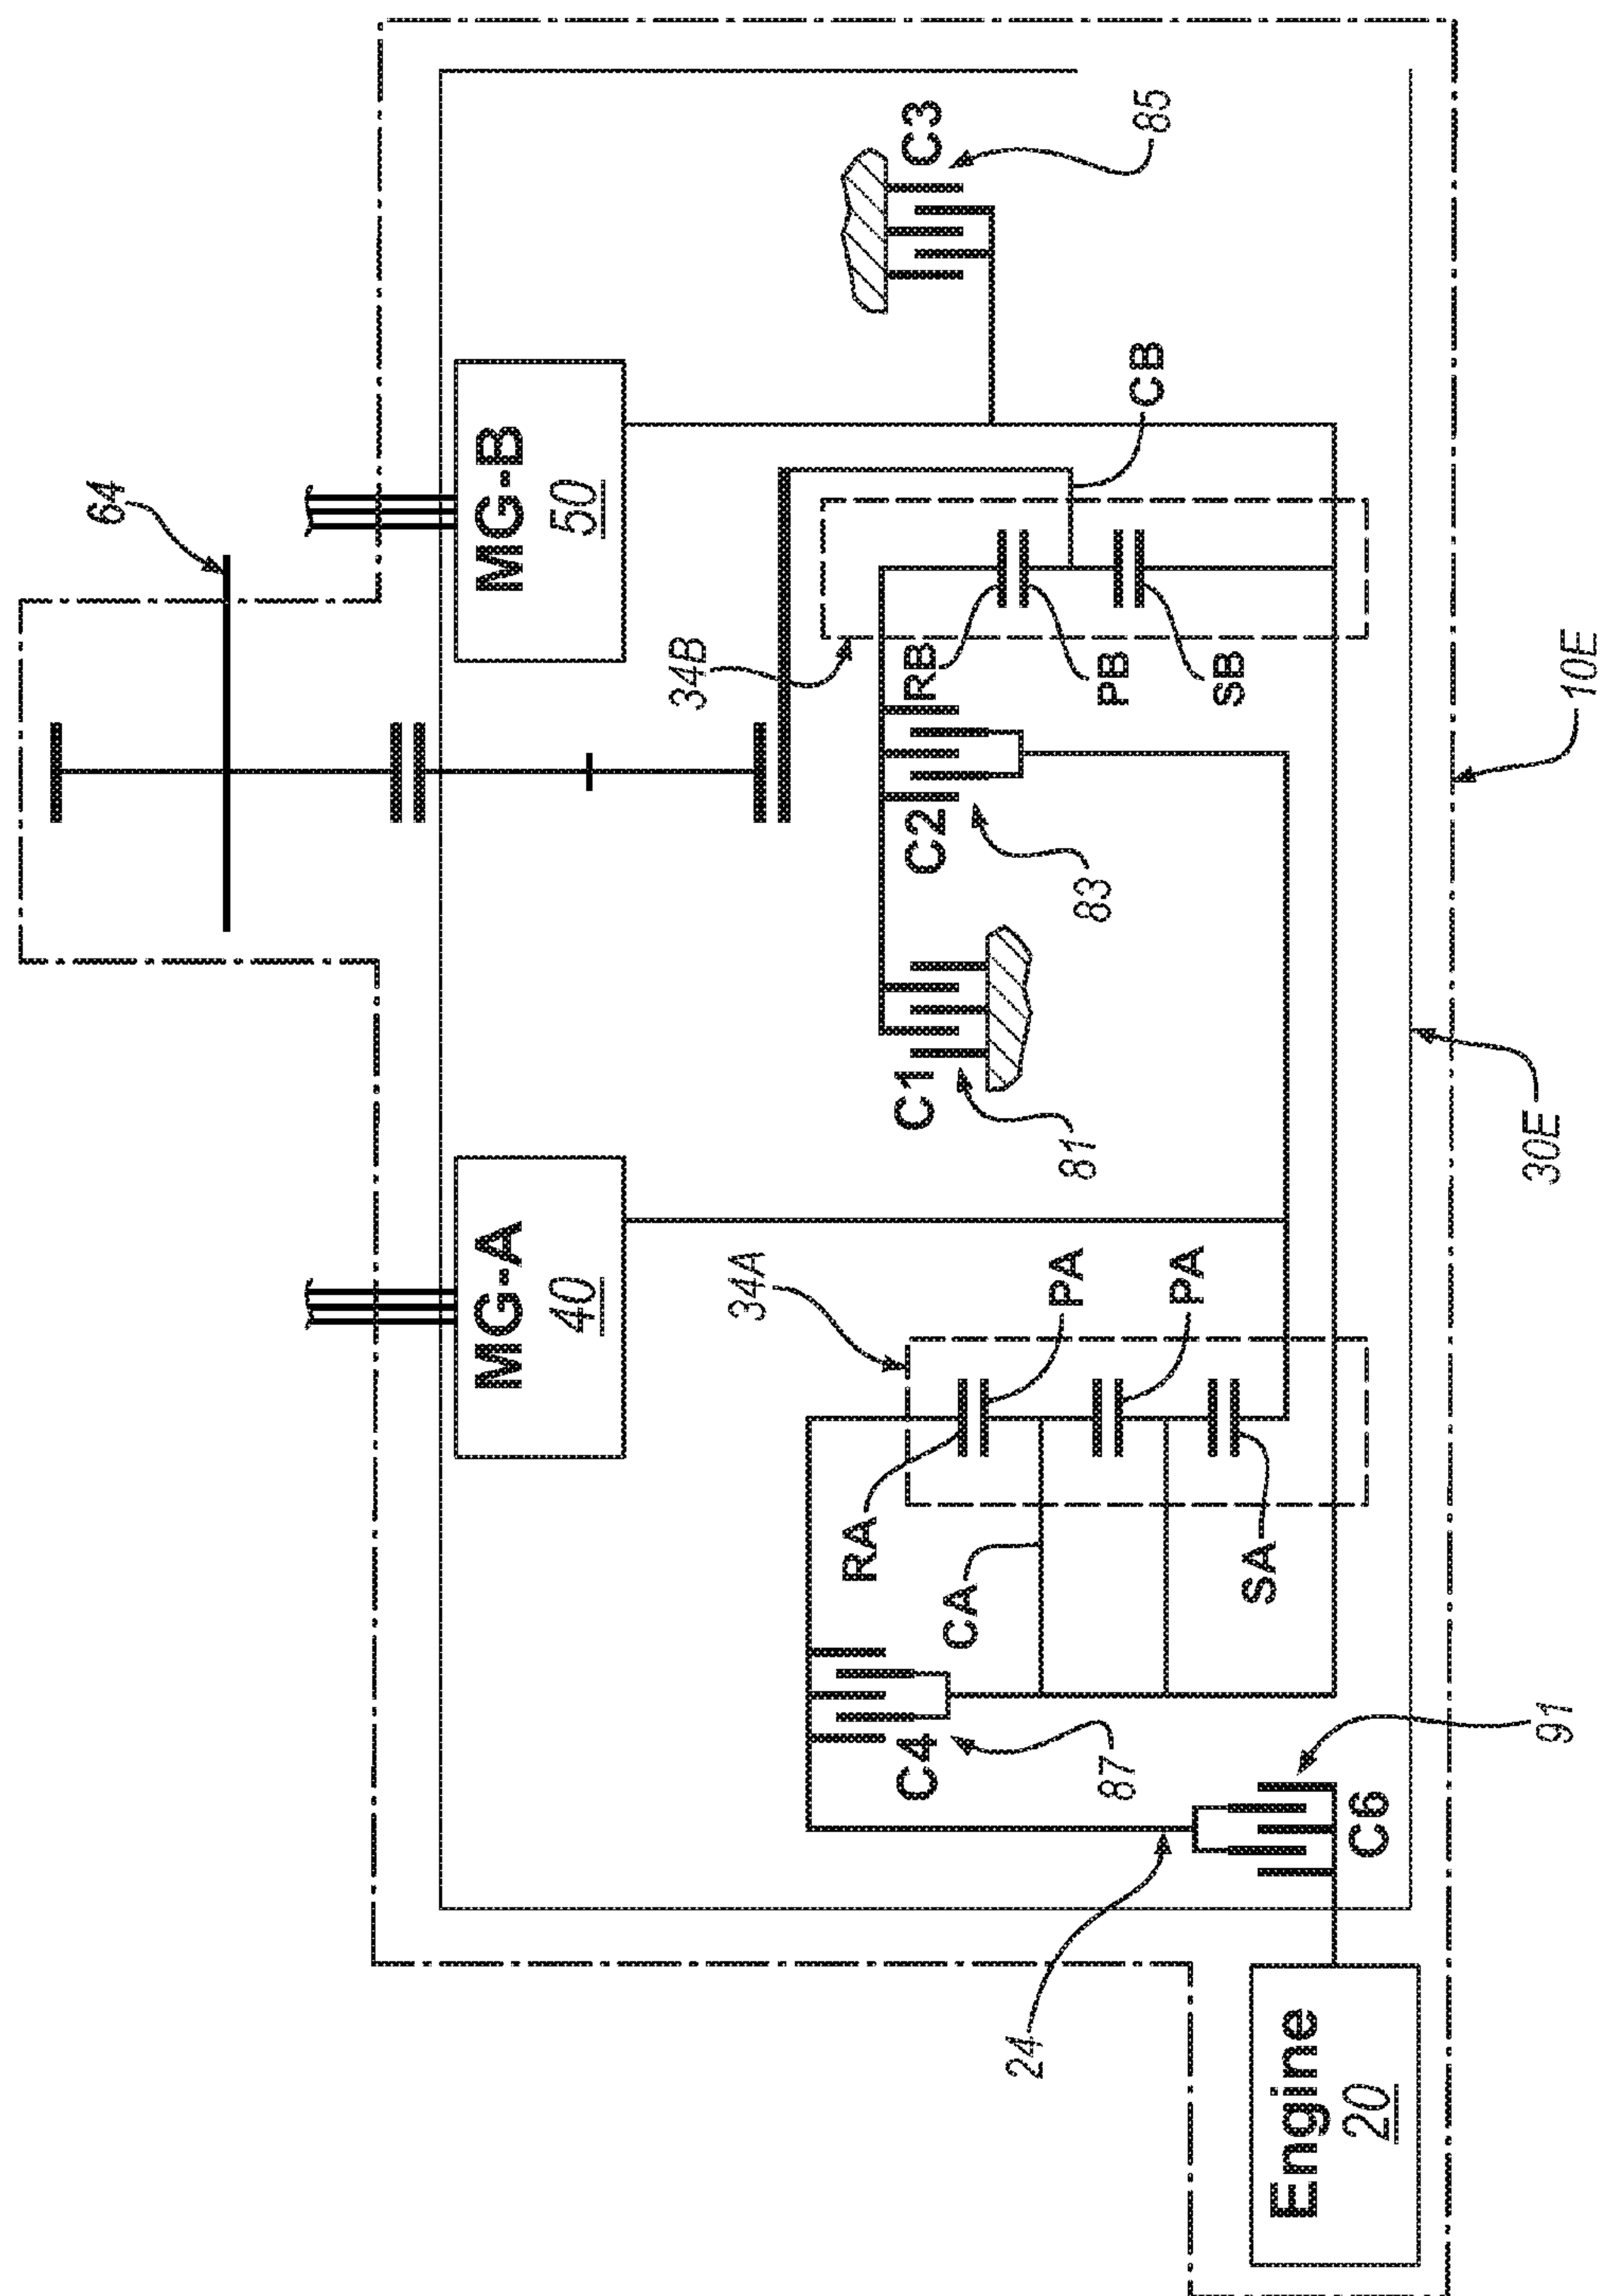 64
MG-B
50
C3
85
CB
34B
RB
PB
SB
C2
83
C1
81
10E
30E
MG-A
40
34A
PA
PA
RA
CA
SA
C4
87
91
C6
24
Engine
20